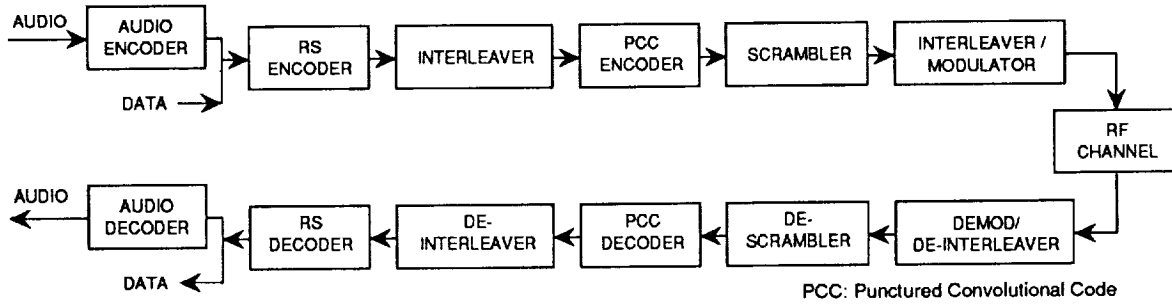 AUDIO
AUDIO
ENCODER
DATA
RS
ENCODER
INTERLEAVER
PCC
ENCODER
SCRAMBLER
INTERLEAVER /
MODULATOR
RF
CHANNEL
AUDIO
AUDIO
DECODER
DATA
RS
DECODER
DE-
INTERLEAVER
PCC
DECODER
DE-
SCRAMBLER
DEMOD/
DE-INTERLEAVER
PCC: Punctured Convolutional Code